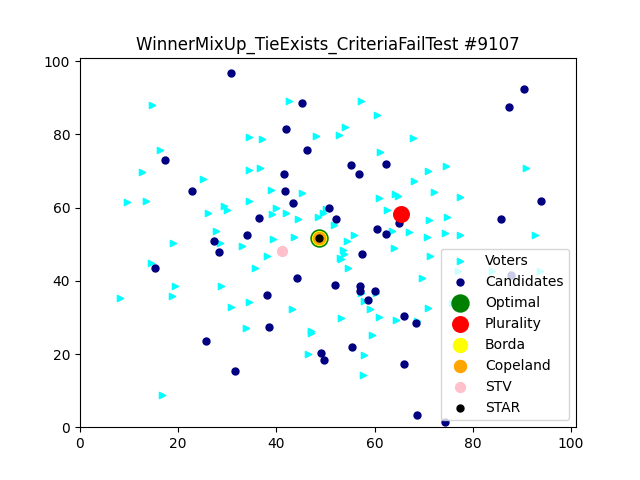 WinnerMixUp_TieExists_CriteriaFailTest #9107
100
80
60
40
20
0
0
20
40
60
80
100
Voters
Candidates
Optimal
Plurality
Borda
Copeland
STV
STAR